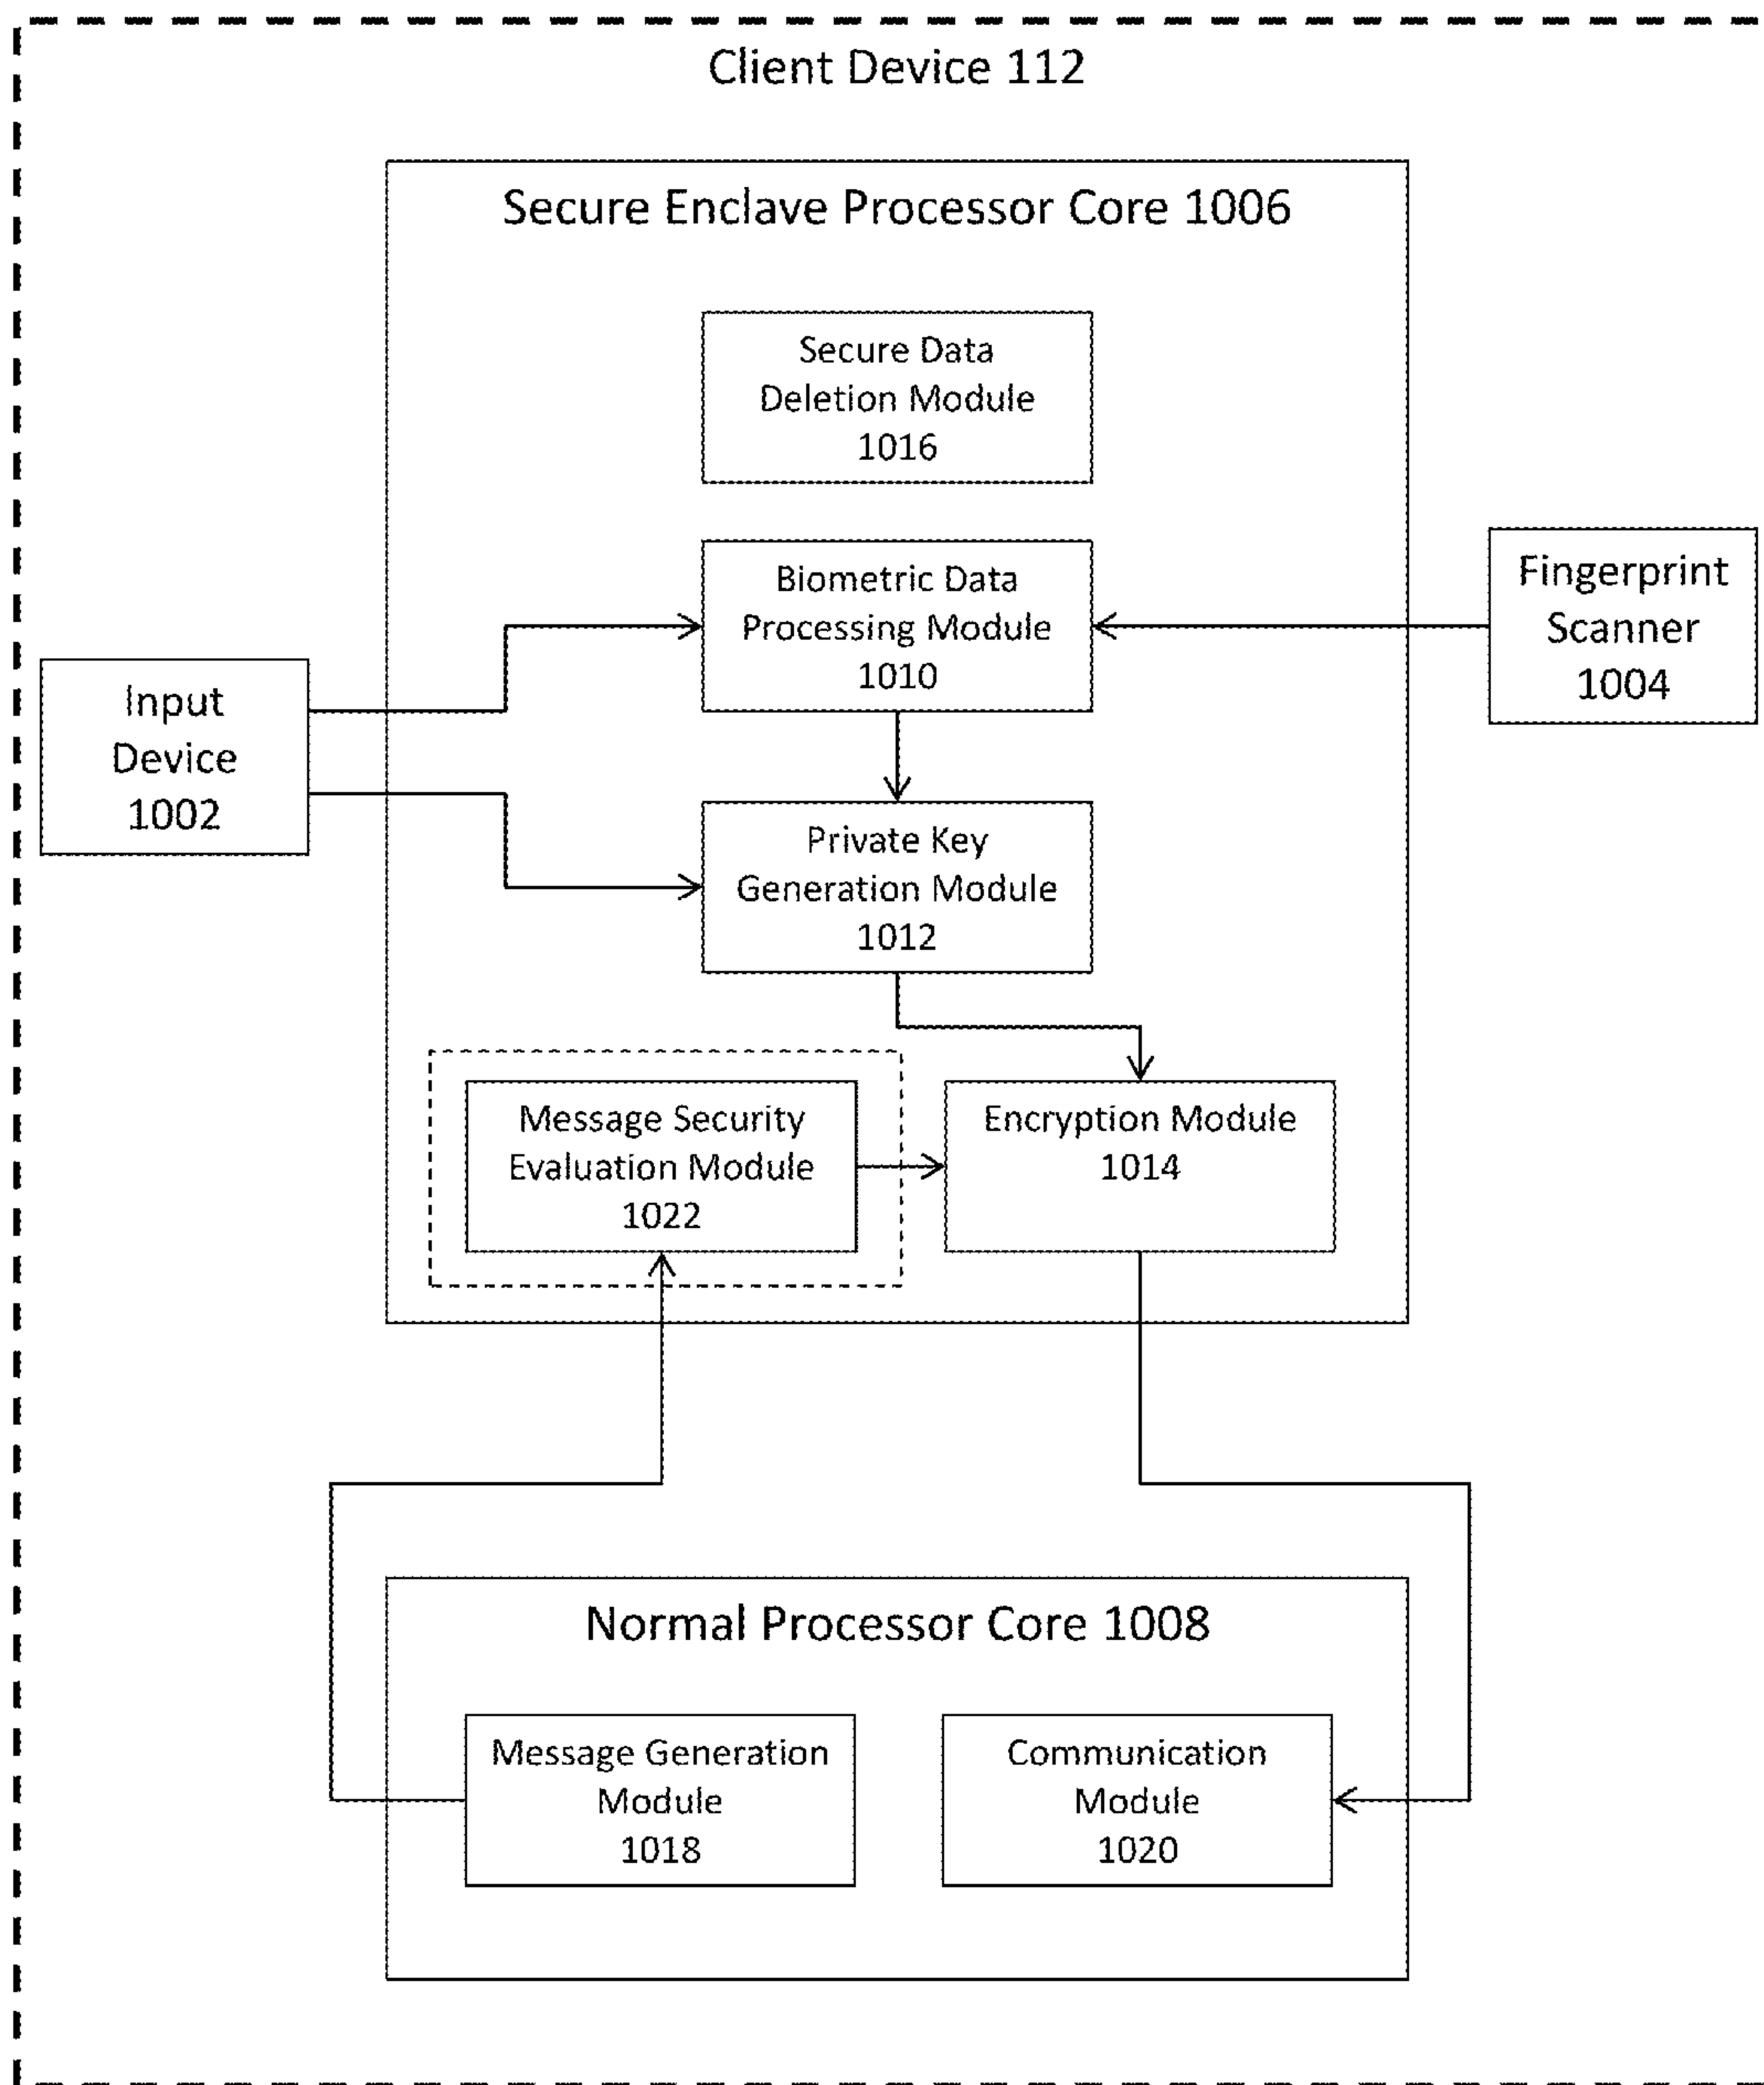 Client Device 112
Secure Enclave Processor Core 1006
Secure Data
Deletion Module
1016
Biometric Data
Processing Module
1010
Fingerprint
Scanner
1004
Input
Device
1002
Private Key
Generation Module
1012
Message Security
Evaluation Module
1022
Encryption Module
1014
Normal Processor Core 1008
Message Generation
Module
1018
Communication
Module
1020